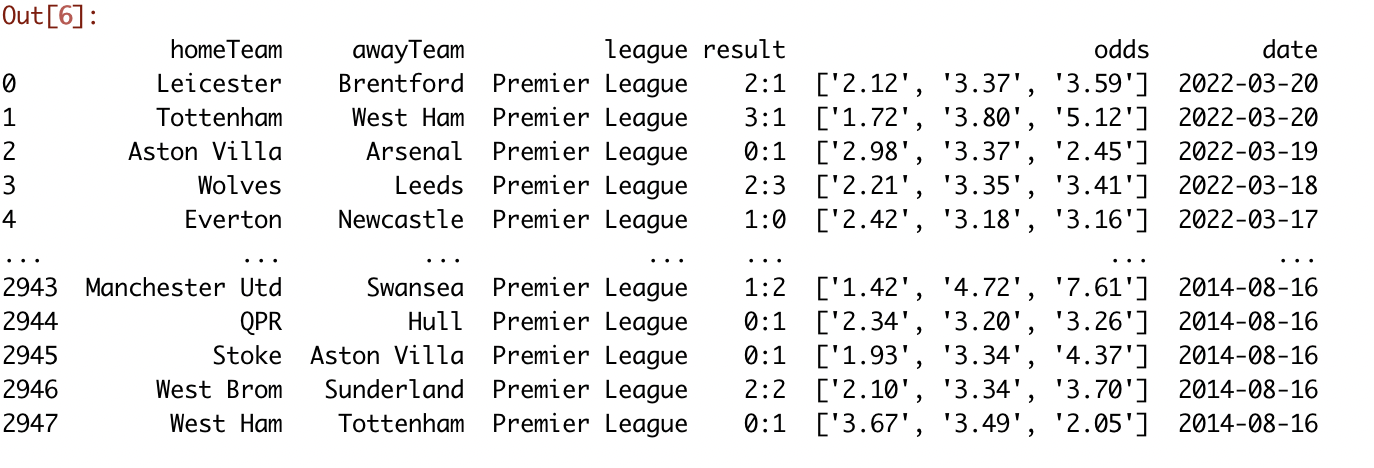 Out[6]:
homeTeam awayTeam league result odds date
0 Leicester Brentford Premier League 2:1 ['2.12', '3.37', '3.59'] 2022-03-20
1 Tottenham West Ham Premier League 3:1 ['1.72', '3.80', '5.12'] 2022-03-20
2 Aston Villa Arsenal Premier League 0:1 ['2.98', '3.37', '2.45'] 2022-03-19
3 Wolves Leeds Premier League 2:3 ['2.21', '3.35', '3.41'] 2022-03-18
4 Everton Newcastle Premier League 1:0 ['2.42', '3.18', '3.16'] 2022-03-17
... ... ... ... ... ... ...
2943 Manchester Utd Swansea Premier League 1:2 ['1.42', '4.72', '7.61'] 2014-08-16
2944 QPR Hull Premier League 0:1 ['2.34', '3.20', '3.26'] 2014-08-16
2945 Stoke Aston Villa Premier League 0:1 ['1.93', '3.34', '4.37'] 2014-08-16
2946 West Brom Sunderland Premier League 2:2 ['2.10', '3.34', '3.70'] 2014-08-16
2947 West Ham Tottenham Premier League 0:1 ['3.67', '3.49', '2.05'] 2014-08-16